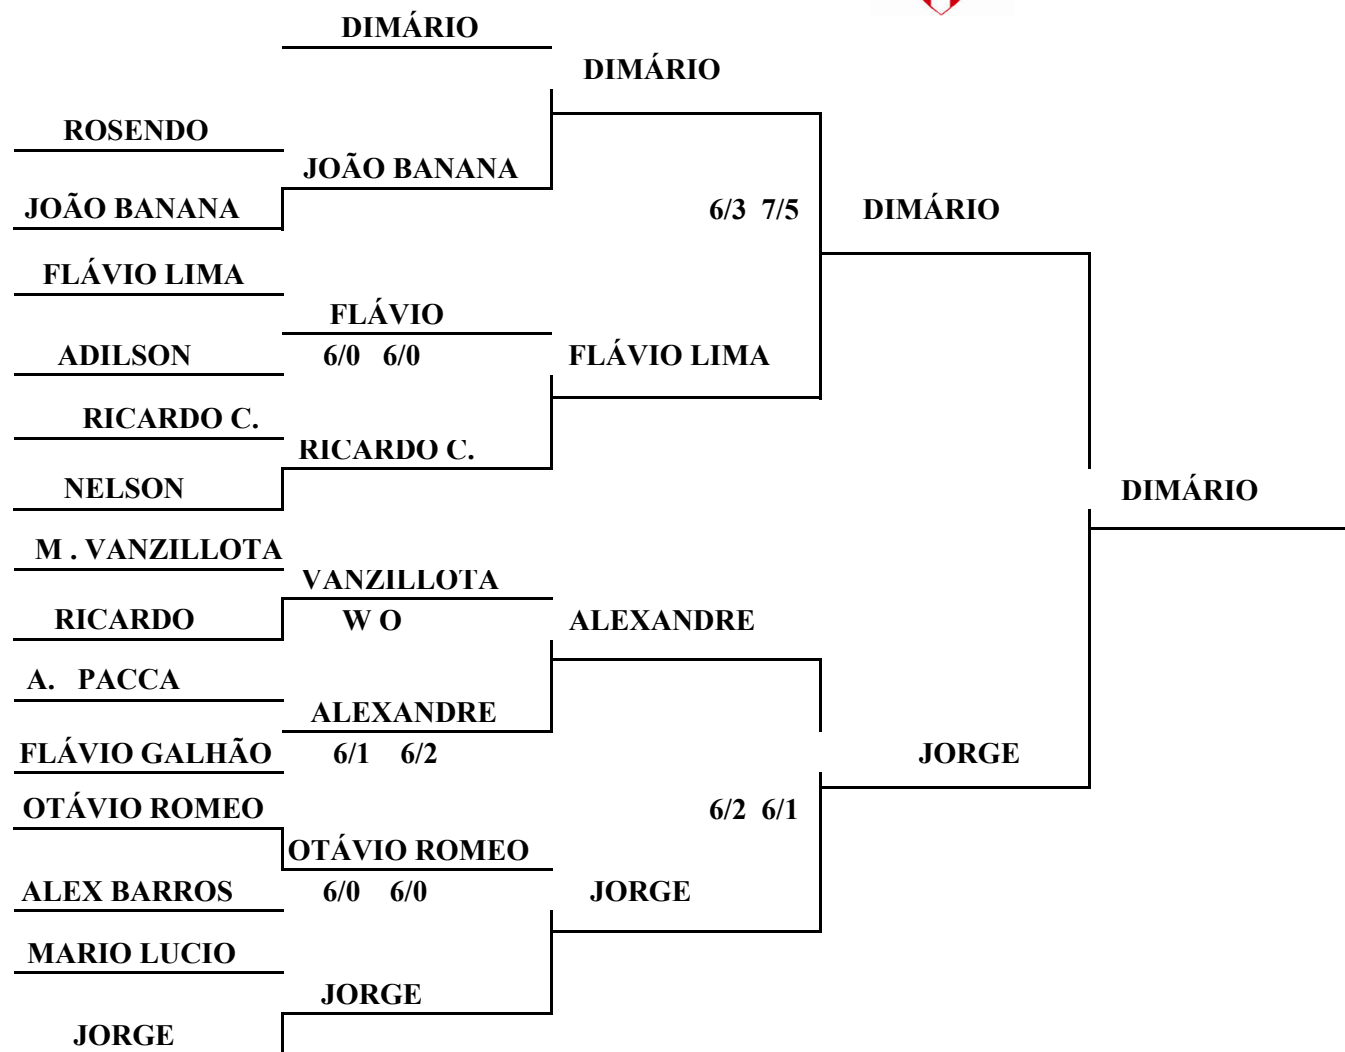 DIMÁRIO
DIMÁRIO
ROSENDO
JOÃO BANANA
JOÃO BANANA
6/3 7/5
DIMÁRIO
FLÁVIO LIMA
FLÁVIO
ADILSON
6/0 6/0
FLÁVIO LIMA
RICARDO C.
RICARDO C.
NELSON
DIMÁRIO
M . VANZILLOTA
VANZILLOTA
RICARDO
W O
ALEXANDRE
A. PACCA
ALEXANDRE
FLÁVIO GALHÃO
6/1 6/2
JORGE
OTÁVIO ROMEO
6/2 6/1
OTÁVIO ROMEO
ALEX BARROS
6/0 6/0
JORGE
MARIO LUCIO
JORGE
JORGE